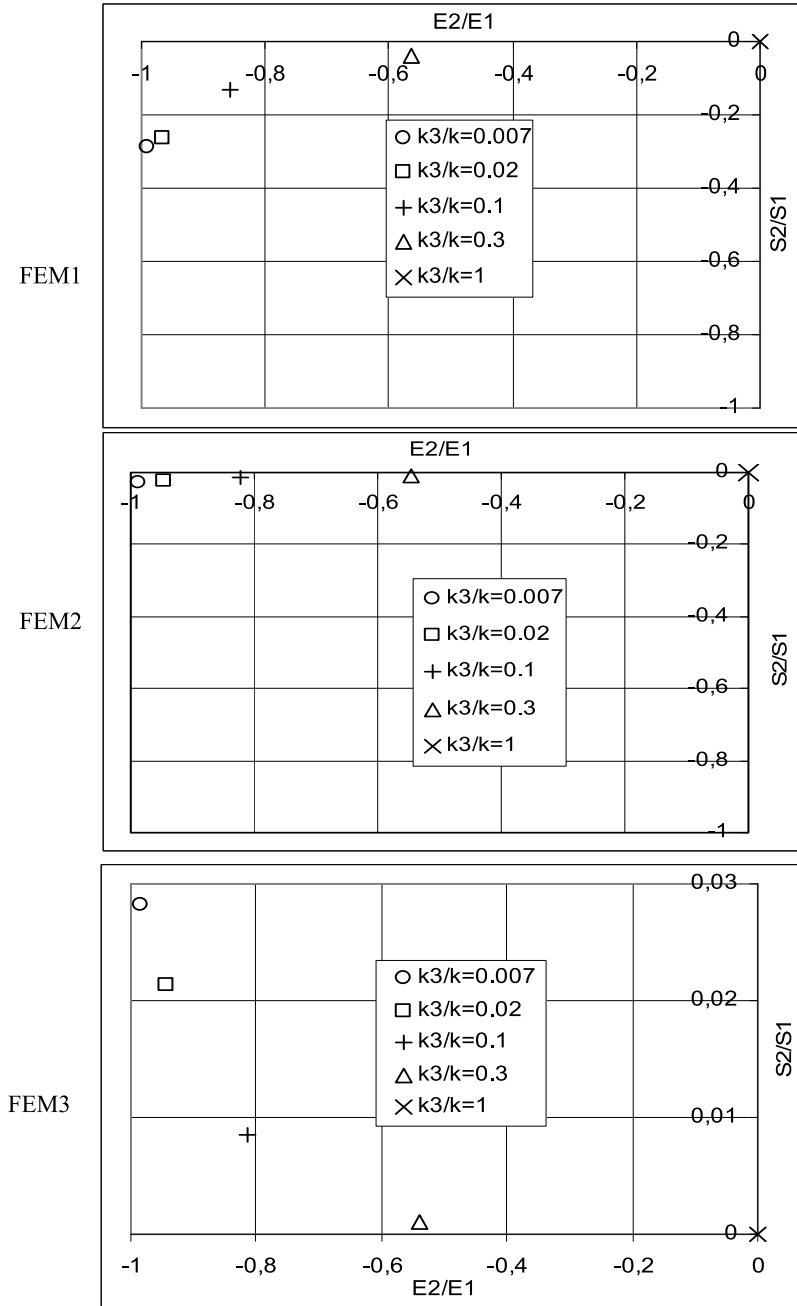 E2/E1
0
-1 -0,8 -0,6 -0,4 -0,2 0
-0,2
k3/k=0.007
k3/k=0.02
k3/k=0.1
k3/k=0.3
k3/k=1
-0,4
-0,6
-0,8
-1
S2/S1
FEM1
E2/E1
0
-1 -0,8 -0,6 -0,4 -0,2 0
-0,2
-0,4
-0,6
-0,8
-1
k3/k=0.007
k3/k=0.02
k3/k=0.1
k3/k=0.3
k3/k=1
S2/S1
FEM2
0,03
0,02
0,01
0
k3/k=0.007
k3/k=0.02
k3/k=0.1
k3/k=0.3
k3/k=1
S2/S1
FEM3
-1 -0,8 -0,6 -0,4 -0,2 0
E2/E1